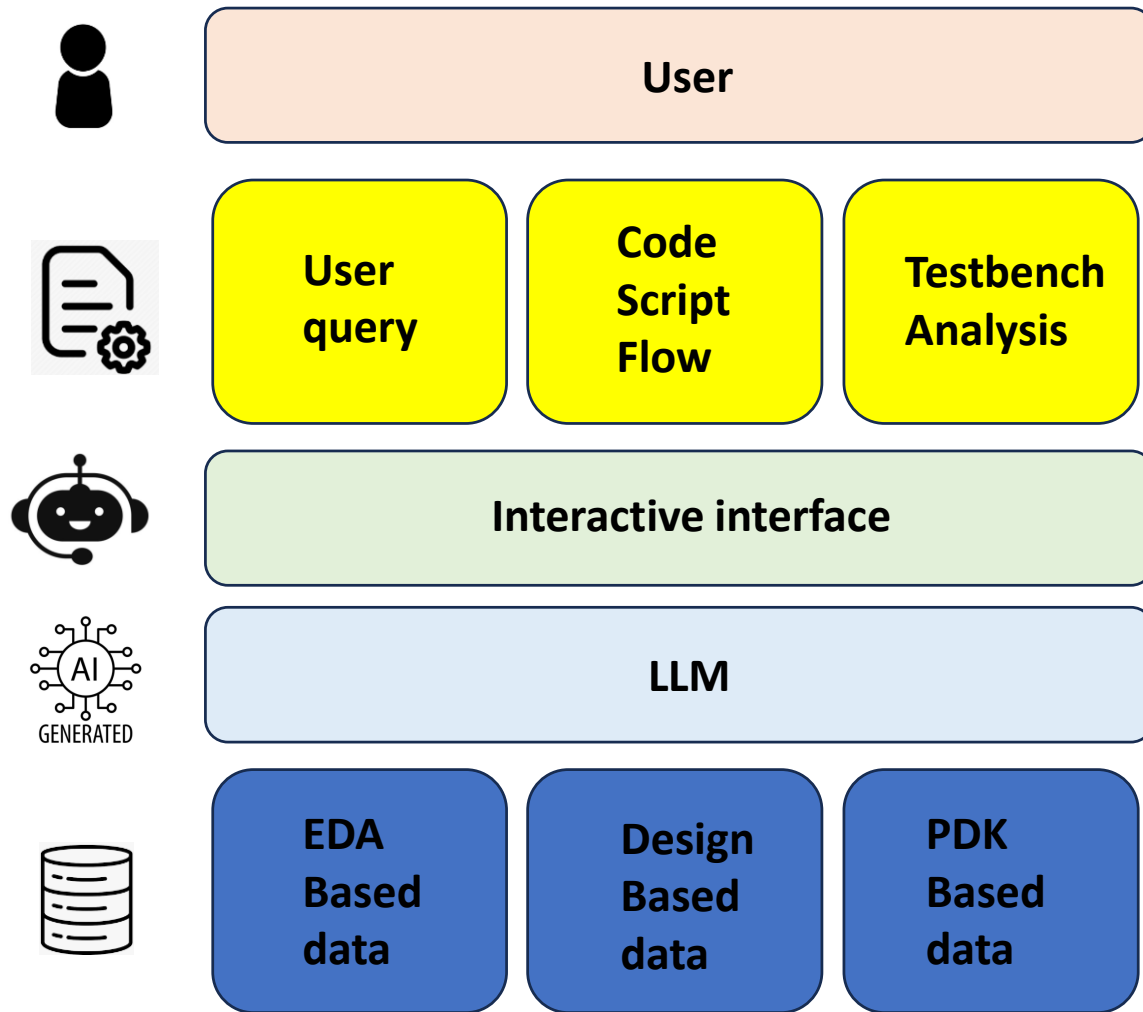 User
User
query
Code
Script
Flow
Testbench
Analysis
Interactive interface
AI
GENERATED
LLM
EDA
Based
data
Design
Based
data
PDK
Based
data